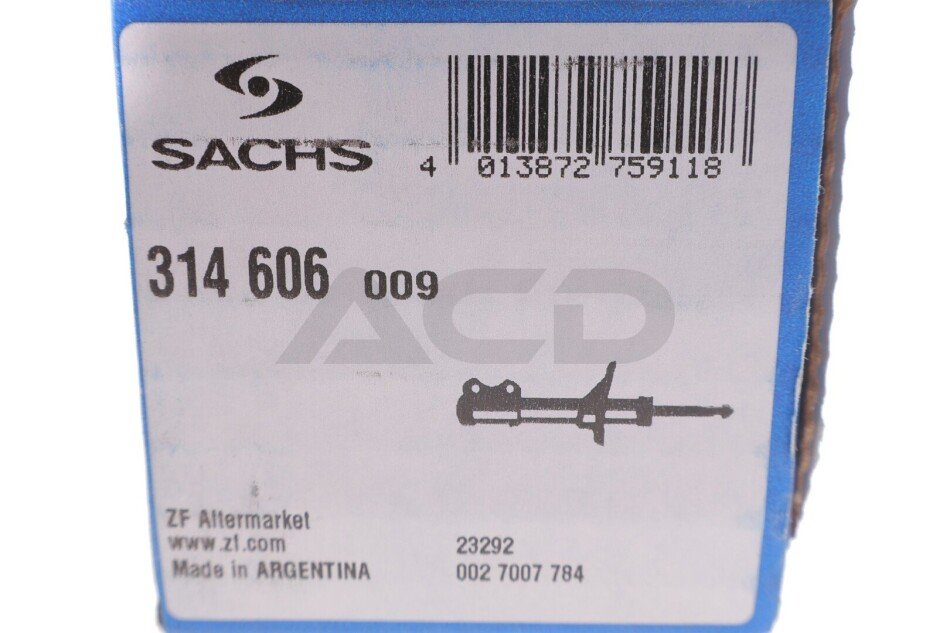 SACHS
4 013872 759118
314 606 009
ACD
ZF Aftermarket
www.zf.com
Made in ARGENTINA
23292
002 7007 784